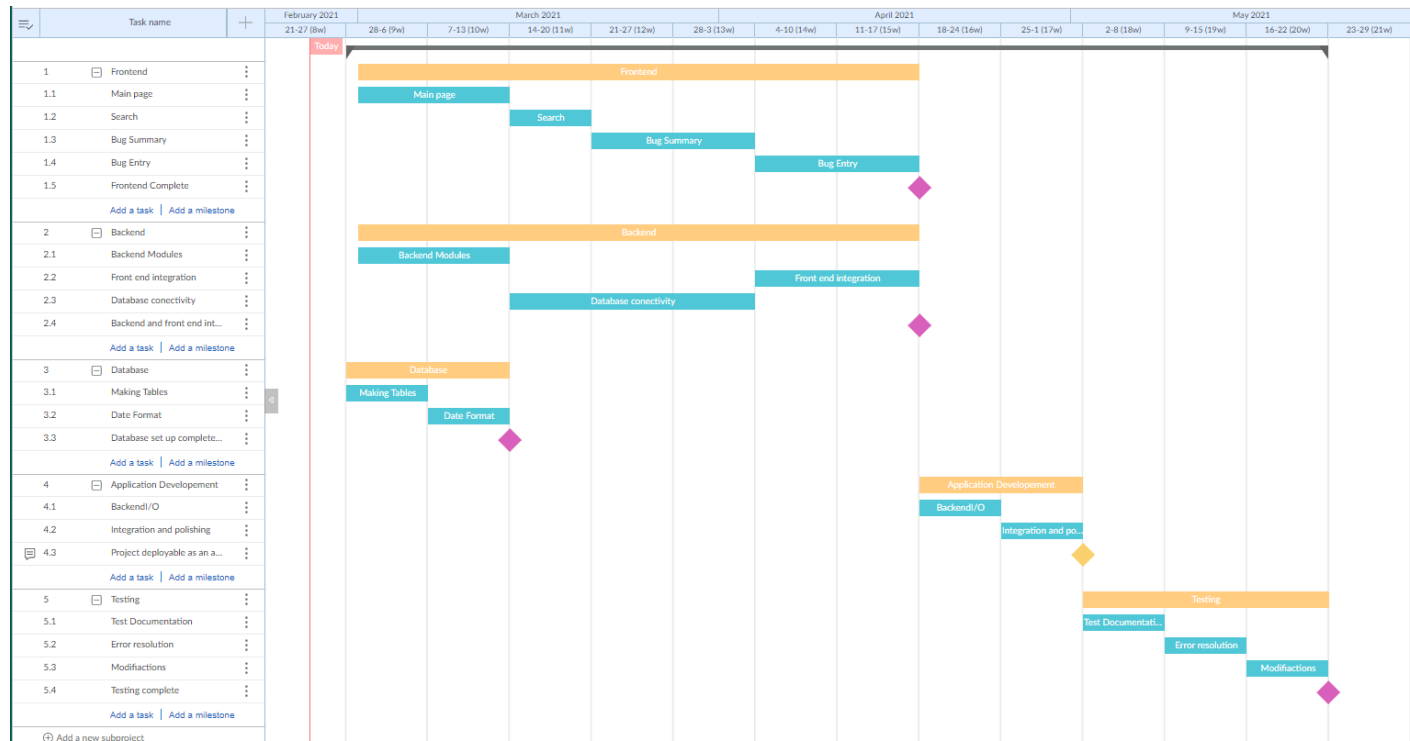 Task name
February 2021 March 2021 April 2021 May 2021
21-27 (8w) 28-6 (9w) 7-13 (10w) 14-20 (11w) 21-27 (12w) 28-3 (13w) 4-10 (14w) 11-17 (15w) 18-24 (16w) 25-1 (17w) 2-8 (18w) 9-15 (19w) 16-22 (20w) 23-29 (21w)
Today
1 Frontend Frontend
1.1 Main page Main page
1.2 Search Search
1.3 Bug Summary Bug Summary
1.4 Bug Entry Bug Entry
1.5 Frontend Complete
Add a task | Add a milestone
2 Backend Backend
2.1 Backend Modules Backend Modules
2.2 Front end integration Front end integration
2.3 Database conectivity Database conectivity
2.4 Backend and front end int...
Add a task | Add a milestone
3 Database Database
3.1 Making Tables Making Tables
3.2 Date Format Date Format
3.3 Database set up complete...
Add a task | Add a milestone
4 Application Developement Application Developement
4.1 BackendI/O BackendI/O
4.2 Integration and polishing Integration and po...
4.3 Project deployable as an a...
Add a task | Add a milestone
5 Testing Testing
5.1 Test Documentation Test Documentati...
5.2 Error resolution Error resolution
5.3 Modifiactions Modifiactions
5.4 Testing complete
Add a task | Add a milestone
Add a new subproject